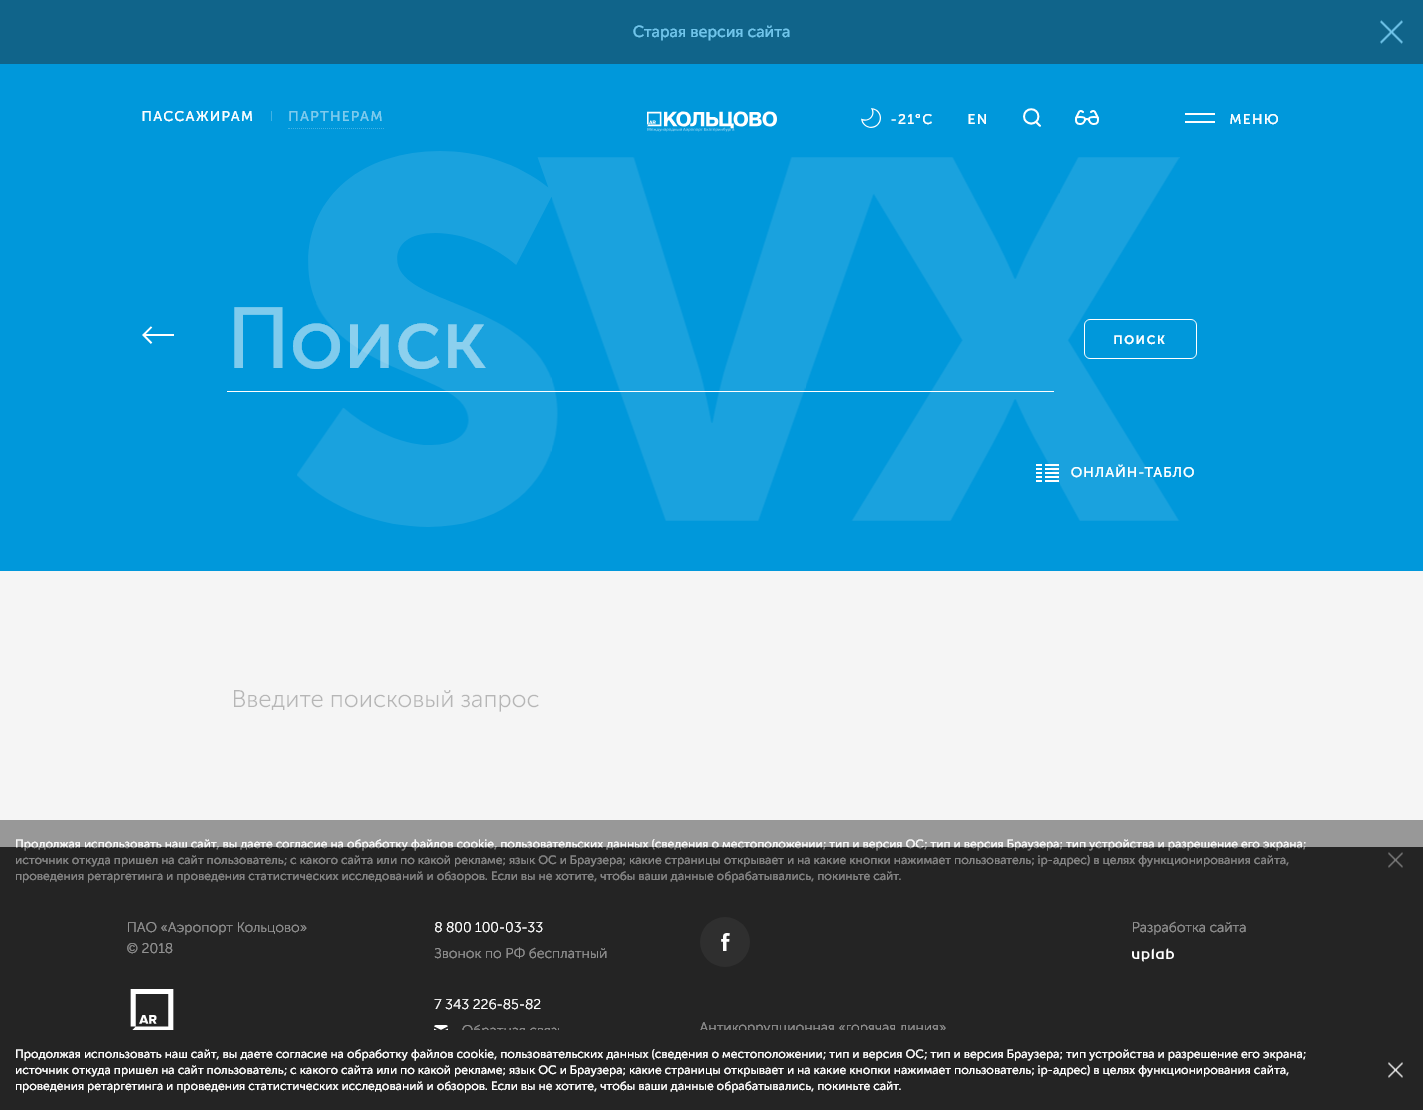 Старая версия сайта
ПАССАЖИРАМ
ПАРТНЕРАМ
КОЛЬЦОВО
-21°C
EN
МЕНЮ
SVX
Поиск
ПОИСК
ОНЛАЙН-ТАБЛО
Введите поисковый запрос
Продолжая использовать наш сайт, вы даете согласие на обработку файлов cookie, пользовательских данных (сведения о местоположении; тип и версия ОС; тип и версия Браузера; тип устройства и разрешение его экрана;
источник откуда пришел на сайт пользователь; с какого сайта или по какой рекламе; язык ОС и Браузера; какие страницы открывает и на какие кнопки нажимает пользователь; ip-адрес) в целях функционирования сайта,
проведения ретаргетинга и проведения статистических исследований и обзоров. Если вы не хотите, чтобы ваши данные обрабатывались, покиньте сайт.
ПАО «Аэропорт Кольцово»
© 2018
AR
8 800 100-03-33
Звонок по РФ бесплатный
7 343 226-85-82
Обратная связь
f
Антикоррупционная «горячая линия»
Разработка сайта
uplab
Продолжая использовать наш сайт, вы даете согласие на обработку файлов cookie, пользовательских данных (сведения о местоположении; тип и версия ОС; тип и версия Браузера; тип устройства и разрешение его экрана;
источник откуда пришел на сайт пользователь; с какого сайта или по какой рекламе; язык ОС и Браузера; какие страницы открывает и на какие кнопки нажимает пользователь; ip-адрес) в целях функционирования сайта,
проведения ретаргетинга и проведения статистических исследований и обзоров. Если вы не хотите, чтобы ваши данные обрабатывались, покиньте сайт.